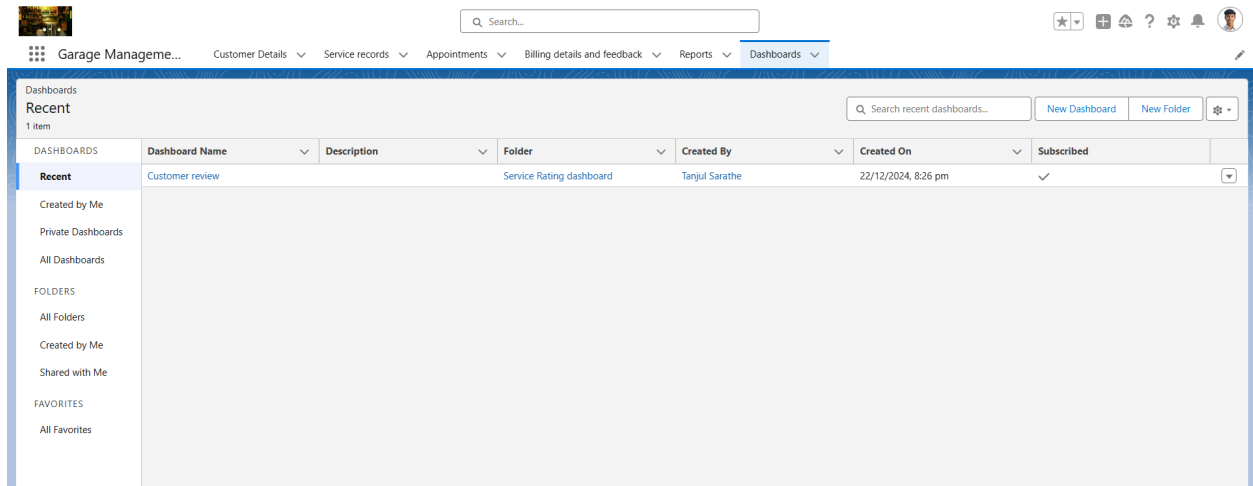 Search...
Garage Manageme...
Customer Details
Service records
Appointments
Billing details and feedback
Reports
Dashboards
Dashboards
Recent
1 item
Search recent dashboards...
New Dashboard
New Folder
DASHBOARDS
Recent
Created by Me
Private Dashboards
All Dashboards
FOLDERS
All Folders
Created by Me
Shared with Me
FAVORITES
All Favorites
Dashboard Name Description Folder Created By Created On Subscribed
Customer review Service Rating dashboard Tanjul Sarathe 22/12/2024, 8:26 pm